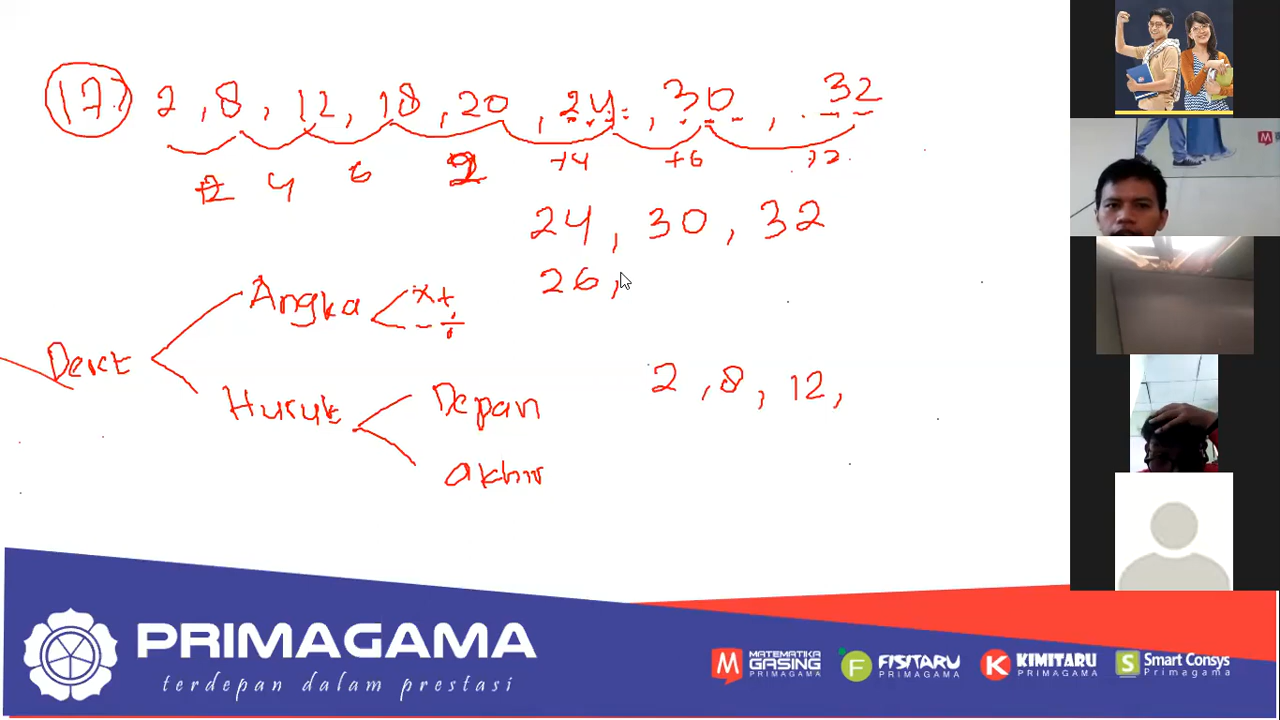 17.) 2, 8, 12, 18, 20, 24, 30, 32
4 6 2 +4 +6 +2
24, 30, 32
26,
Angka x + - ÷
Deret
2, 8, 12,
Huruf Depan
akhir
PRIMAGAMA
terdepan dalam prestasi
MATEMATIKA GASING PRIMAGAMA
F FISITARU PRIMAGAMA
K KIMITARU PRIMAGAMA
S Smart Consys Primagama